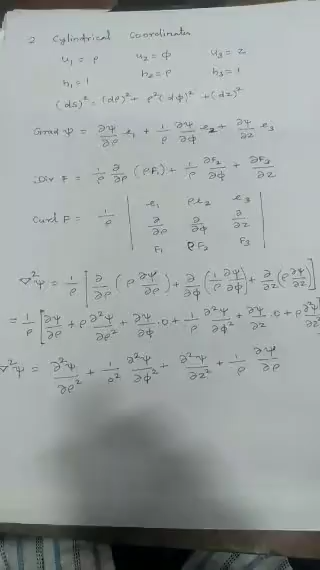 2 Cylindrical Coordinates
u₁ = ρ u₂ = ϕ u₃ = z
h₁ = 1 h₂ = ρ h₃ = 1
(ds)² = (dρ)² + ρ²(dϕ)² + (dz)²
Grad ψ = ∂ψ/∂ρ e₁ + 1/ρ ∂ψ/∂ϕ e₂ + ∂ψ/∂z e₃
Div F = 1/ρ ∂/∂ρ (ρF₁) + 1/ρ ∂F₂/∂ϕ + ∂F₃/∂z
Curl F = 1/ρ | e₁ ρe₂ e₃
∂/∂ρ ∂/∂ϕ ∂/∂z
F₁ ρF₂ F₃ |
∇²ψ = 1/ρ [ ∂/∂ρ (ρ ∂ψ/∂ρ) + ∂/∂ϕ (1/ρ ∂ψ/∂ϕ) + ∂/∂z (ρ ∂ψ/∂z) ]
= 1/ρ [ ∂ψ/∂ρ + ρ ∂²ψ/∂ρ² + ∂ψ/∂ϕ · 0 + 1/ρ ∂²ψ/∂ϕ² + ∂ψ/∂z · 0 + ρ ∂²ψ/∂z² ]
∇²ψ = ∂²ψ/∂ρ² + 1/ρ² ∂²ψ/∂ϕ² + ∂²ψ/∂z² + 1/ρ ∂ψ/∂ρ